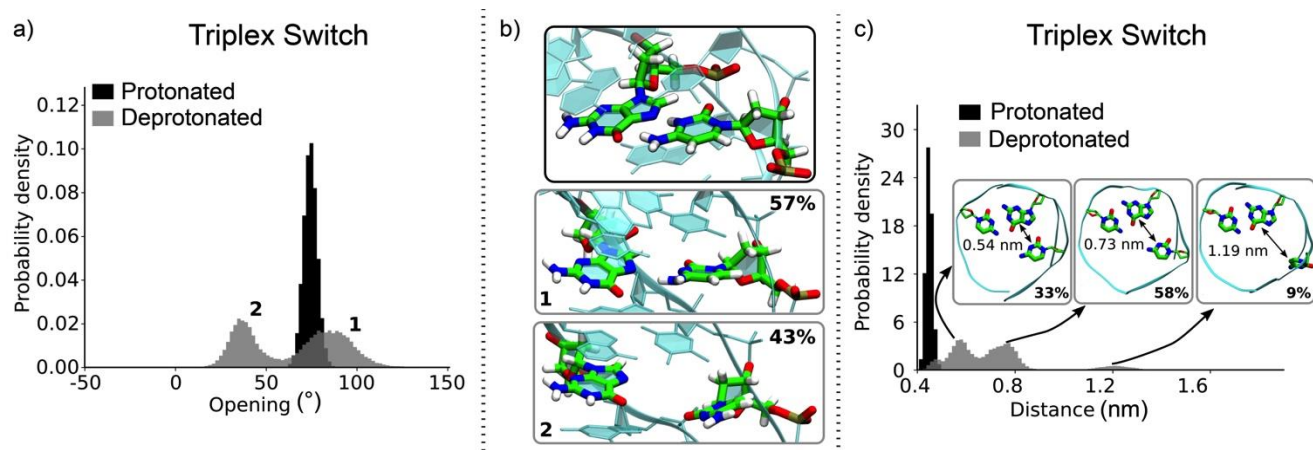 a)
Triplex Switch
Protonated
Deprotonated
0.12
0.10
0.08
0.06
0.04
0.02
0.00
Probability density
2
1
-50
0
50
100
150
Opening (°)
b)
57%
1
43%
2
c)
Triplex Switch
Protonated
Deprotonated
30
24
18
12
6
0
Probability density
0.54 nm
33%
0.73 nm
58%
1.19 nm
9%
0.4
0.8
1.2
1.6
Distance (nm)